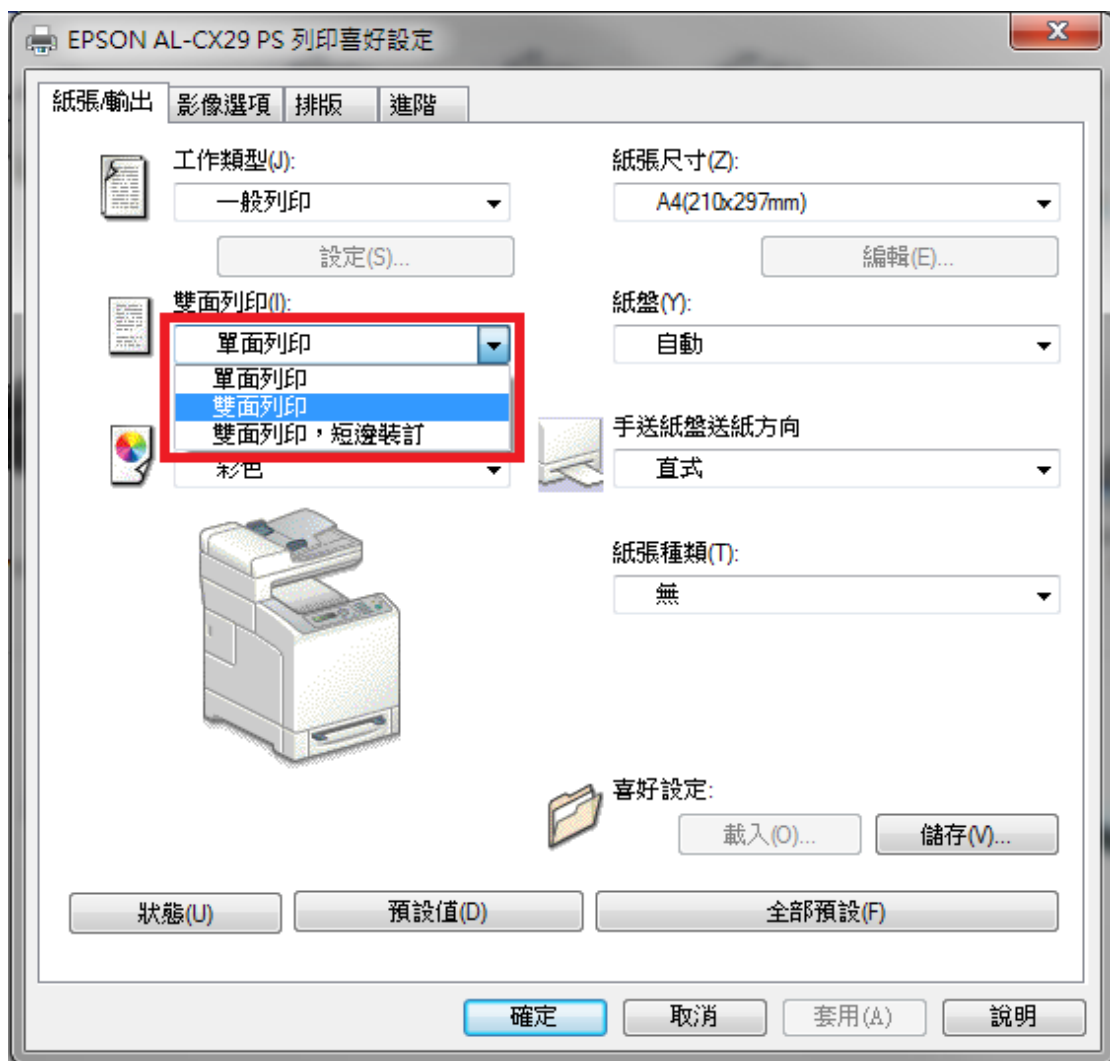 EPSON AL-CX29 PS 列印喜好設定
紙張/輸出 影像選項 排版 進階
工作類型(J):
一般列印
設定(S)...
雙面列印(I):
單面列印
單面列印
雙面列印
雙面列印，短邊裝訂
彩色
紙張尺寸(Z):
A4(210x297mm)
編輯(E)...
紙盤(Y):
自動
手送紙盤送紙方向
直式
紙張種類(T):
無
喜好設定:
載入(O)... 儲存(V)...
狀態(U) 預設值(D) 全部預設(F)
確定 取消 套用(A) 說明